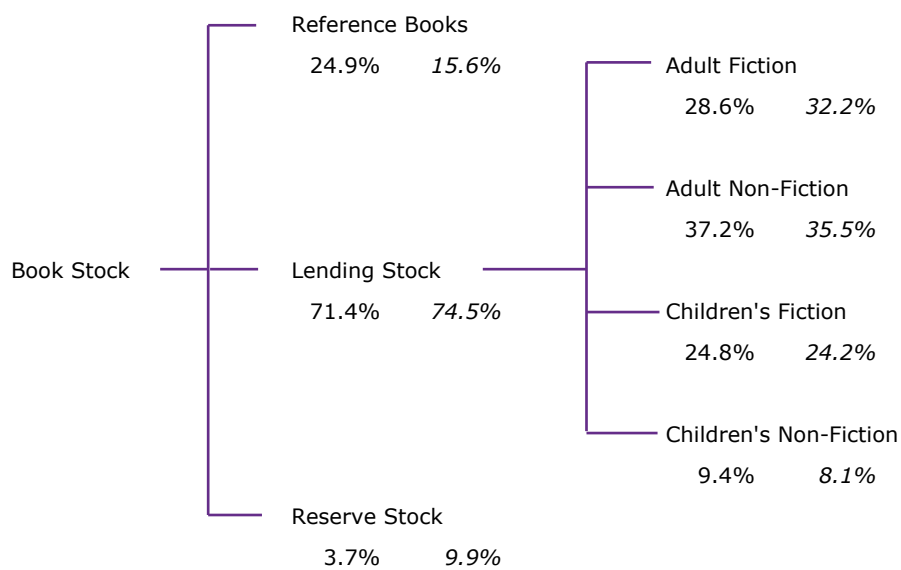 Reference Books
24.9% 15.6%
Adult Fiction
28.6% 32.2%
Adult Non-Fiction
37.2% 35.5%
Book Stock
Lending Stock
71.4% 74.5%
Children's Fiction
24.8% 24.2%
Children's Non-Fiction
9.4% 8.1%
Reserve Stock
3.7% 9.9%